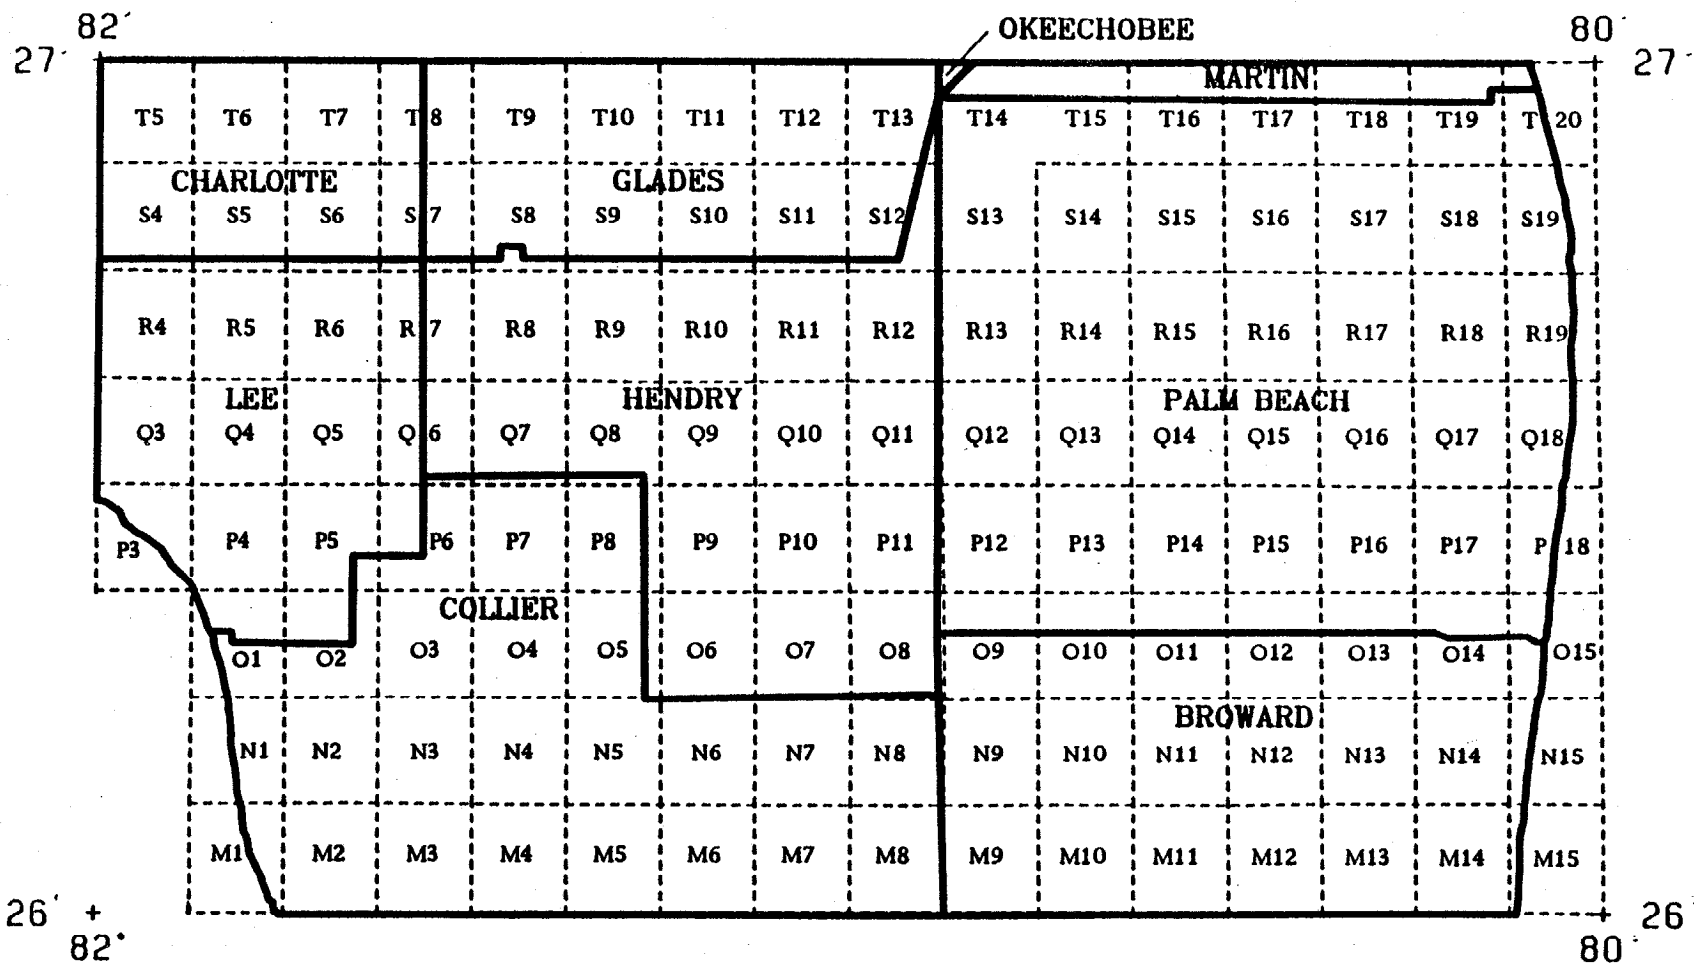 82° OKEECHOBEE 80°
27° MARTIN 27°
T5 T6 T7 T 8 T9 T10 T11 T12 T13 T14 T15 T16 T17 T18 T19 T 20
CHARLOTTE GLADES
S4 S5 S6 S 7 S8 S9 S10 S11 S12 S13 S14 S15 S16 S17 S18 S19
R4 R5 R6 R 7 R8 R9 R10 R11 R12 R13 R14 R15 R16 R17 R18 R19
LEE HENDRY PALM BEACH
Q3 Q4 Q5 Q 6 Q7 Q8 Q9 Q10 Q11 Q12 Q13 Q14 Q15 Q16 Q17 Q18
P3 P4 P5 P6 P7 P8 P9 P10 P11 P12 P13 P14 P15 P16 P17 P 18
COLLIER
O1 O2 O3 O4 O5 O6 O7 O8 O9 O10 O11 O12 O13 O14 O15
BROWARD
N1 N2 N3 N4 N5 N6 N7 N8 N9 N10 N11 N12 N13 N14 N15
M1 M2 M3 M4 M5 M6 M7 M8 M9 M10 M11 M12 M13 M14 M15
26° 26°
82° 80°